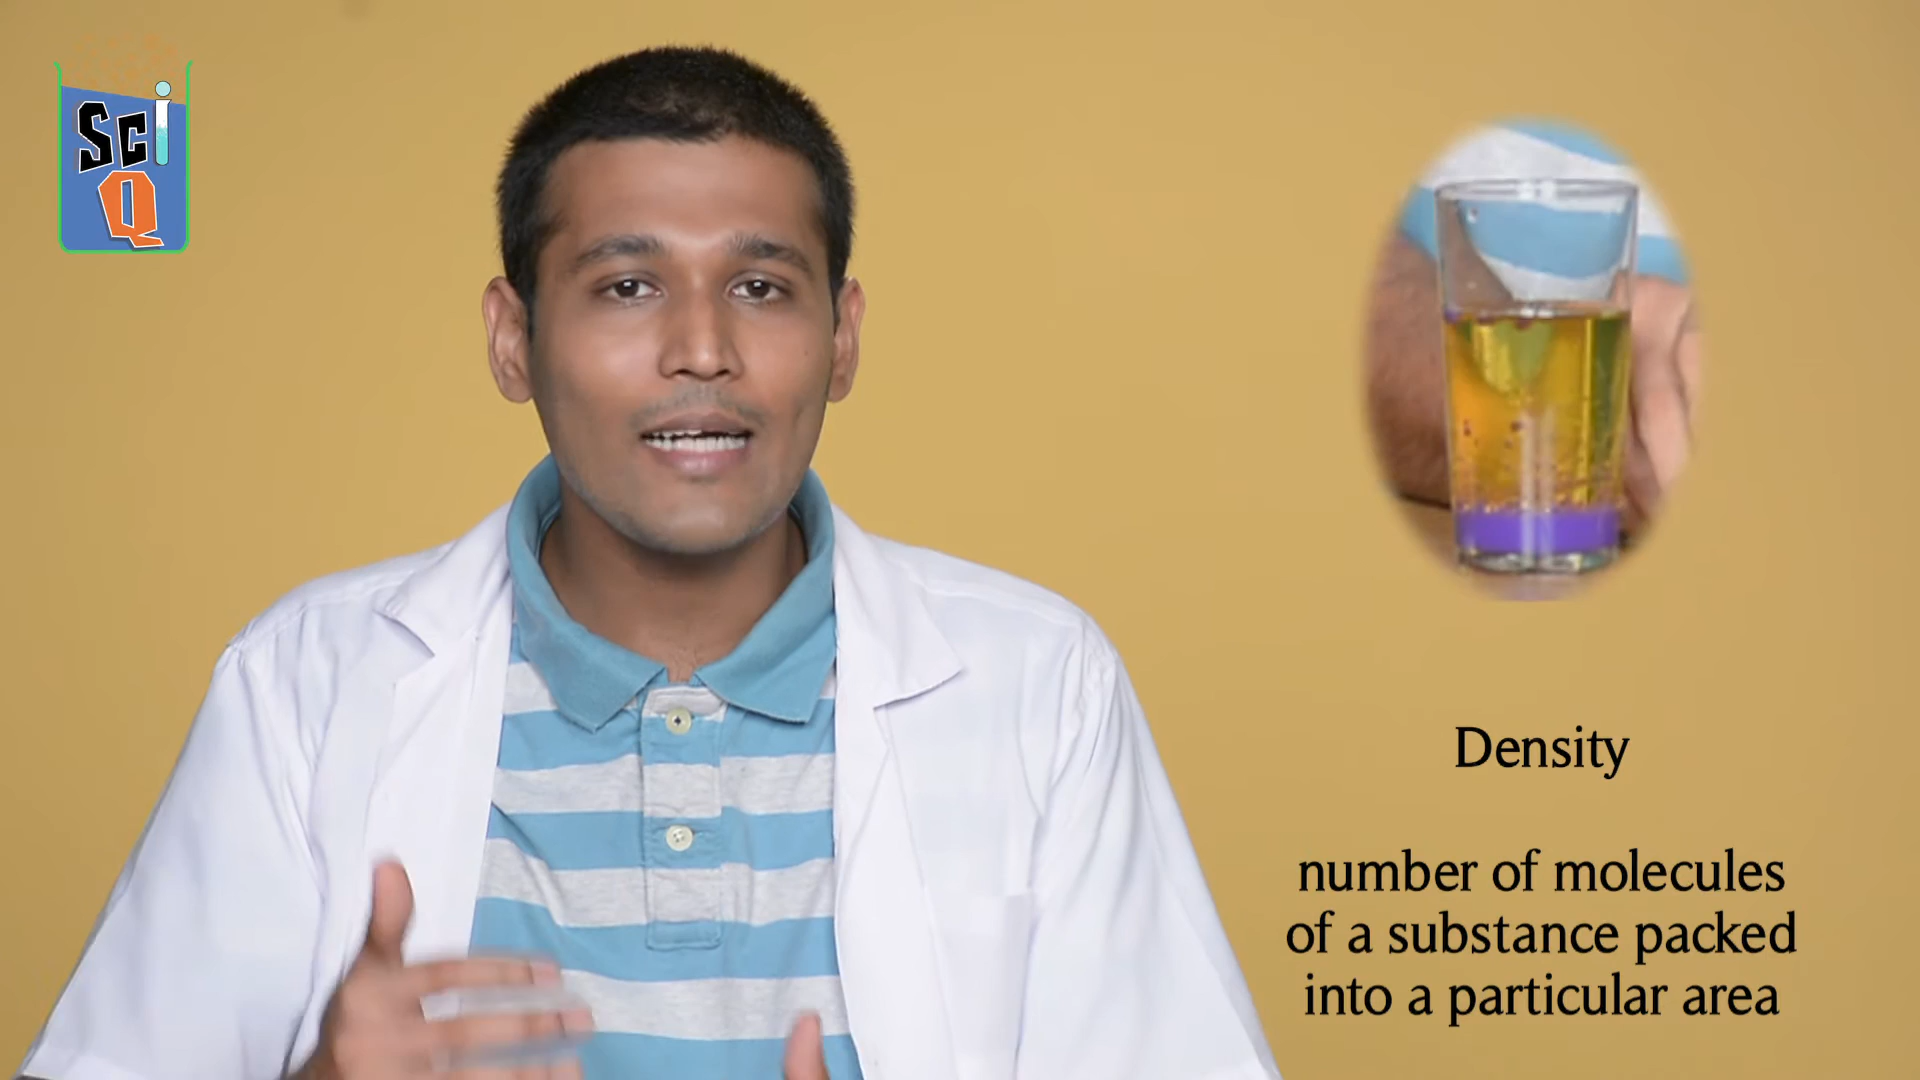 Sci
Q
Density
number of molecules
of a substance packed
into a particular area